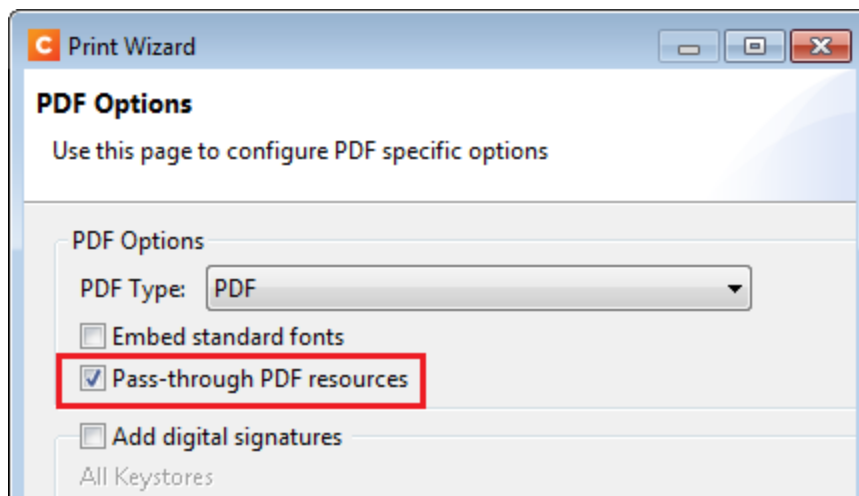 C Print Wizard
PDF Options
Use this page to configure PDF specific options
PDF Options
PDF Type: PDF
Embed standard fonts
Pass-through PDF resources
Add digital signatures
All Keystores